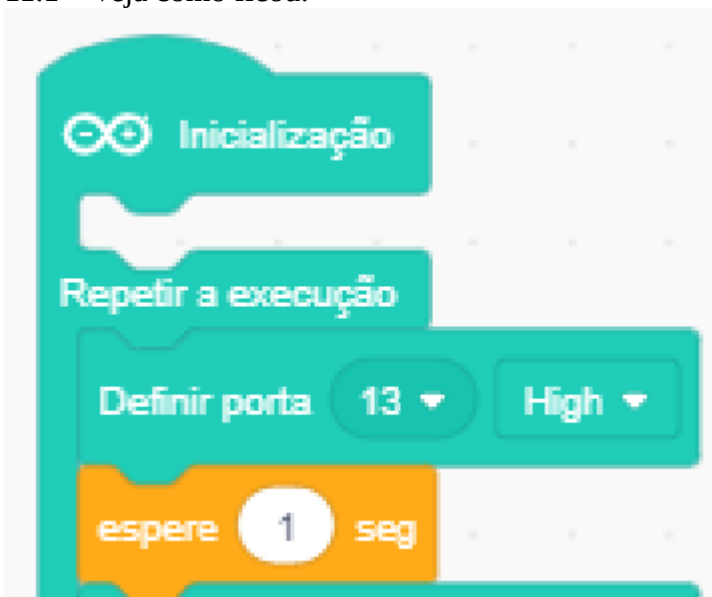 Inicialização
Repetir a execução
Definir porta 13 High
espere 1 seg